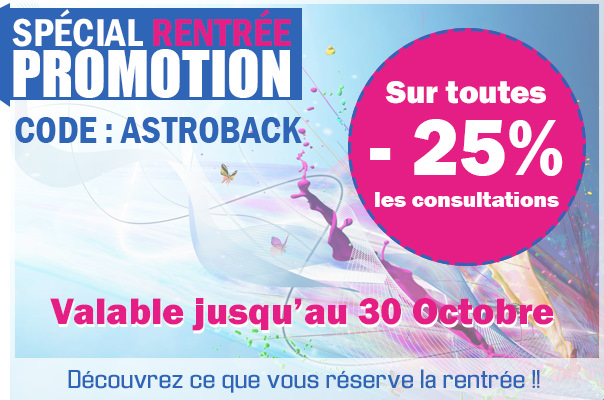 SPÉCIAL RENTRÉE
PROMOTION
CODE : ASTROBACK
Sur toutes
- 25%
les consultations
Valable jusqu'au 30 Octobre
Découvrez ce que vous réserve la rentrée !!